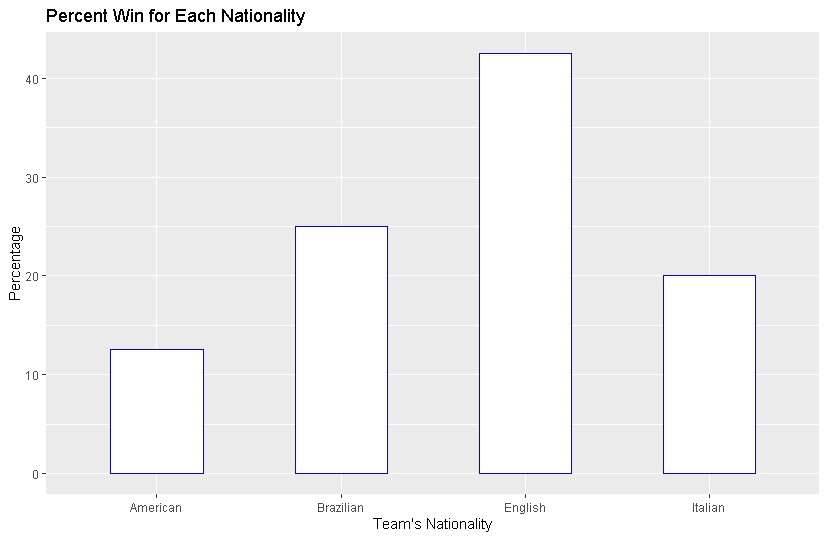 Percent Win for Each Nationality
Percentage
40
30
20
10
0
American Brazilian English Italian
Team's Nationality